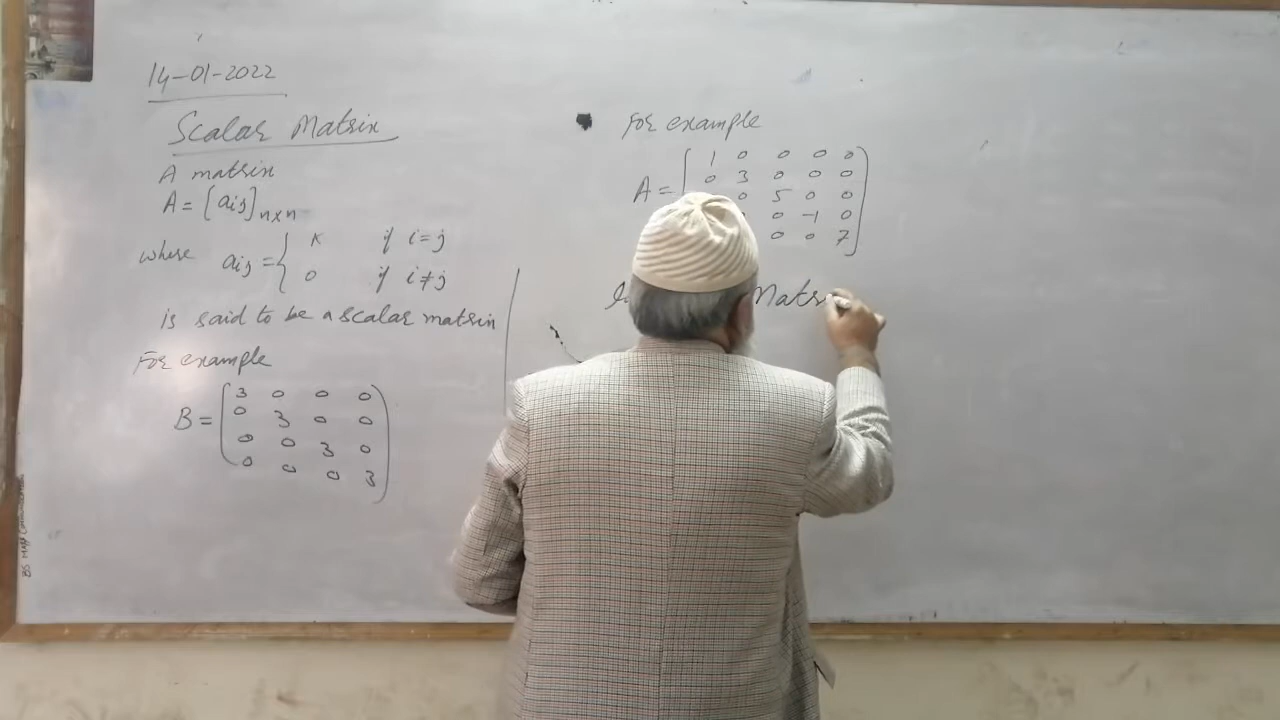 14-01-2022
Scalar Matrix
A matrix
A = [aij]n×n
where aij = { K if i=j
0 if i≠j
is said to be a scalar matrix
For example
B = [ 3 0 0 0
0 3 0 0
0 0 3 0
0 0 0 3 ]
For example
A = [ 1 0 0 0 0
0 3 0 0 0
0 5 0 0
0 -1 0
0 0 7 ]
Matr